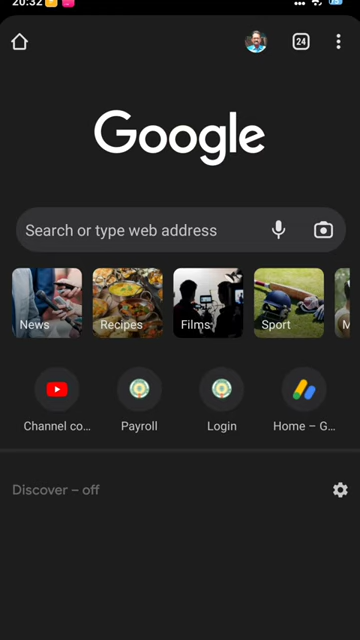 20:32
24
Google
Search or type web address
News
Recipes
Films
Sport
M
Channel co...
Payroll
Login
Home – G...
Discover – off